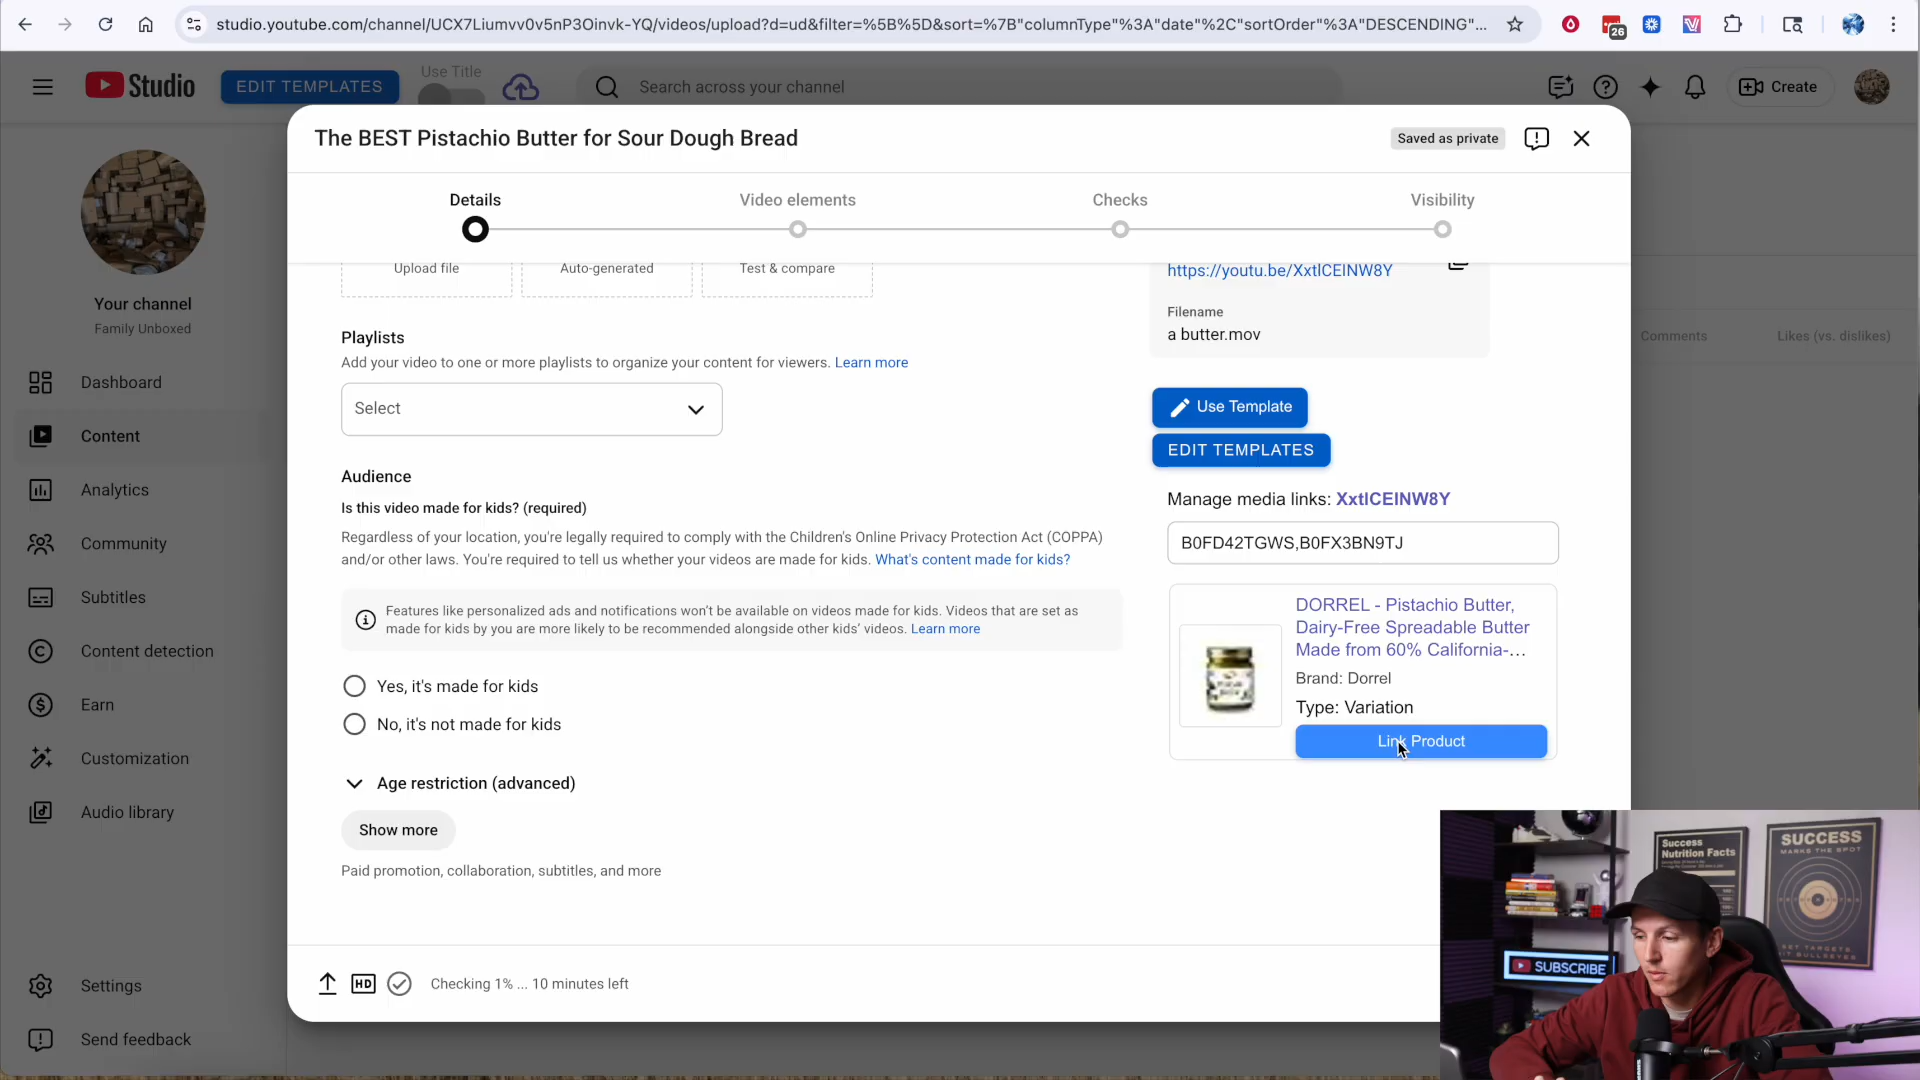 studio.youtube.com/channel/UCX7Liumvv0v5nP3Oinvk-YQ/videos/upload?d=ud&filter=%5B%5D&sort=%7B"columnType"%3A"date"%2C"sortOrder"%3A"DESCENDING"...
26
Studio
EDIT TEMPLATES
Use Title
Search across your channel
Create
The BEST Pistachio Butter for Sour Dough Bread
Saved as private
Details
Video elements
Checks
Visibility
Your channel
Family Unboxed
Dashboard
Content
Analytics
Community
Subtitles
Content detection
Earn
Customization
Audio library
Settings
Send feedback
Upload file
Auto-generated
Test & compare
Playlists
Add your video to one or more playlists to organize your content for viewers. Learn more
Select
Audience
Is this video made for kids? (required)
Regardless of your location, you're legally required to comply with the Children's Online Privacy Protection Act (COPPA)
and/or other laws. You're required to tell us whether your videos are made for kids. What's content made for kids?
Features like personalized ads and notifications won't be available on videos made for kids. Videos that are set as
made for kids by you are more likely to be recommended alongside other kids' videos. Learn more
Yes, it's made for kids
No, it's not made for kids
Age restriction (advanced)
Show more
Paid promotion, collaboration, subtitles, and more
HD
Checking 1% ... 10 minutes left
https://youtu.be/XxtlCEINW8Y
Filename
a butter.mov
Use Template
EDIT TEMPLATES
Manage media links: XxtlCEINW8Y
B0FD42TGWS,B0FX3BN9TJ
DORREL - Pistachio Butter,
Dairy-Free Spreadable Butter
Made from 60% California-...
Brand: Dorrel
Type: Variation
Link Product
Comments
Likes (vs. dislikes)
Success
Nutrition Facts
SUCCESS
MARKS THE SPOT
SET TARGETS
HIT BULLSEYES
SUBSCRIBE